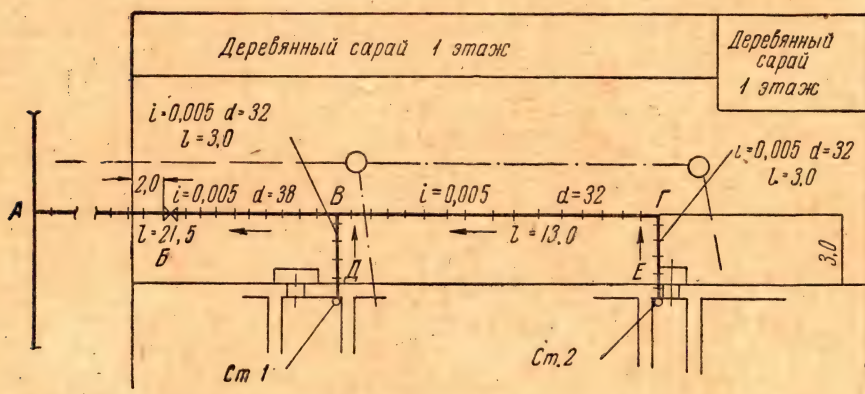 Деревянный сарай 1 этаж
Деревянный
сарай
1 этаж
i=0,005 d=32
l=3,0
i=0,005 d=32
l=3,0
2,0
i=0,005 d=38
В
i=0,005 d=32
Г
А
l=21,5
l=13.0
Б
Д
Е
3,0
Ст 1
Ст.2